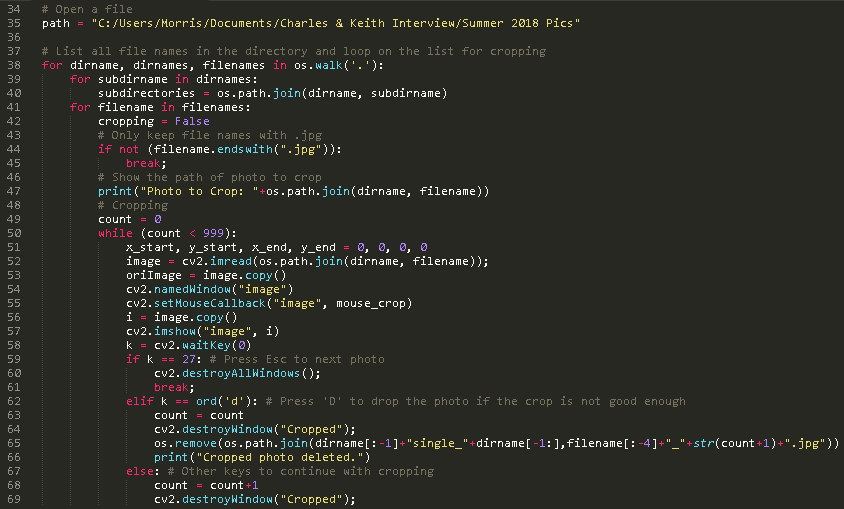 34 # Open a file
35 path = "C:/Users/Morris/Documents/Charles & Keith Interview/Summer 2018 Pics"
36
37 # List all file names in the directory and loop on the list for cropping
38 for dirname, dirnames, filenames in os.walk('.'):
39     for subdirname in dirnames:
40         subdirectories = os.path.join(dirname, subdirname)
41     for filename in filenames:
42         cropping = False
43         # Only keep file names with .jpg
44         if not (filename.endswith(".jpg")):
45             break;
46         # Show the path of photo to crop
47         print("Photo to Crop: "+os.path.join(dirname, filename))
48         # Cropping
49         count = 0
50         while (count < 999):
51             x_start, y_start, x_end, y_end = 0, 0, 0, 0
52             image = cv2.imread(os.path.join(dirname, filename));
53             oriImage = image.copy()
54             cv2.namedWindow("image")
55             cv2.setMouseCallback("image", mouse_crop)
56             i = image.copy()
57             cv2.imshow("image", i)
58             k = cv2.waitKey(0)
59             if k == 27: # Press Esc to next photo
60                 cv2.destroyAllWindows();
61                 break;
62             elif k == ord('d'): # Press 'D' to drop the photo if the crop is not good enough
63                 count = count
64                 cv2.destroyWindow("Cropped");
65                 os.remove(os.path.join(dirname[:-1]+"single_"+dirname[-1:],filename[:-4]+"_"+str(count+1)+".jpg"))
66                 print("Cropped photo deleted.")
67             else: # Other keys to continue with cropping
68                 count = count+1
69                 cv2.destroyWindow("Cropped");